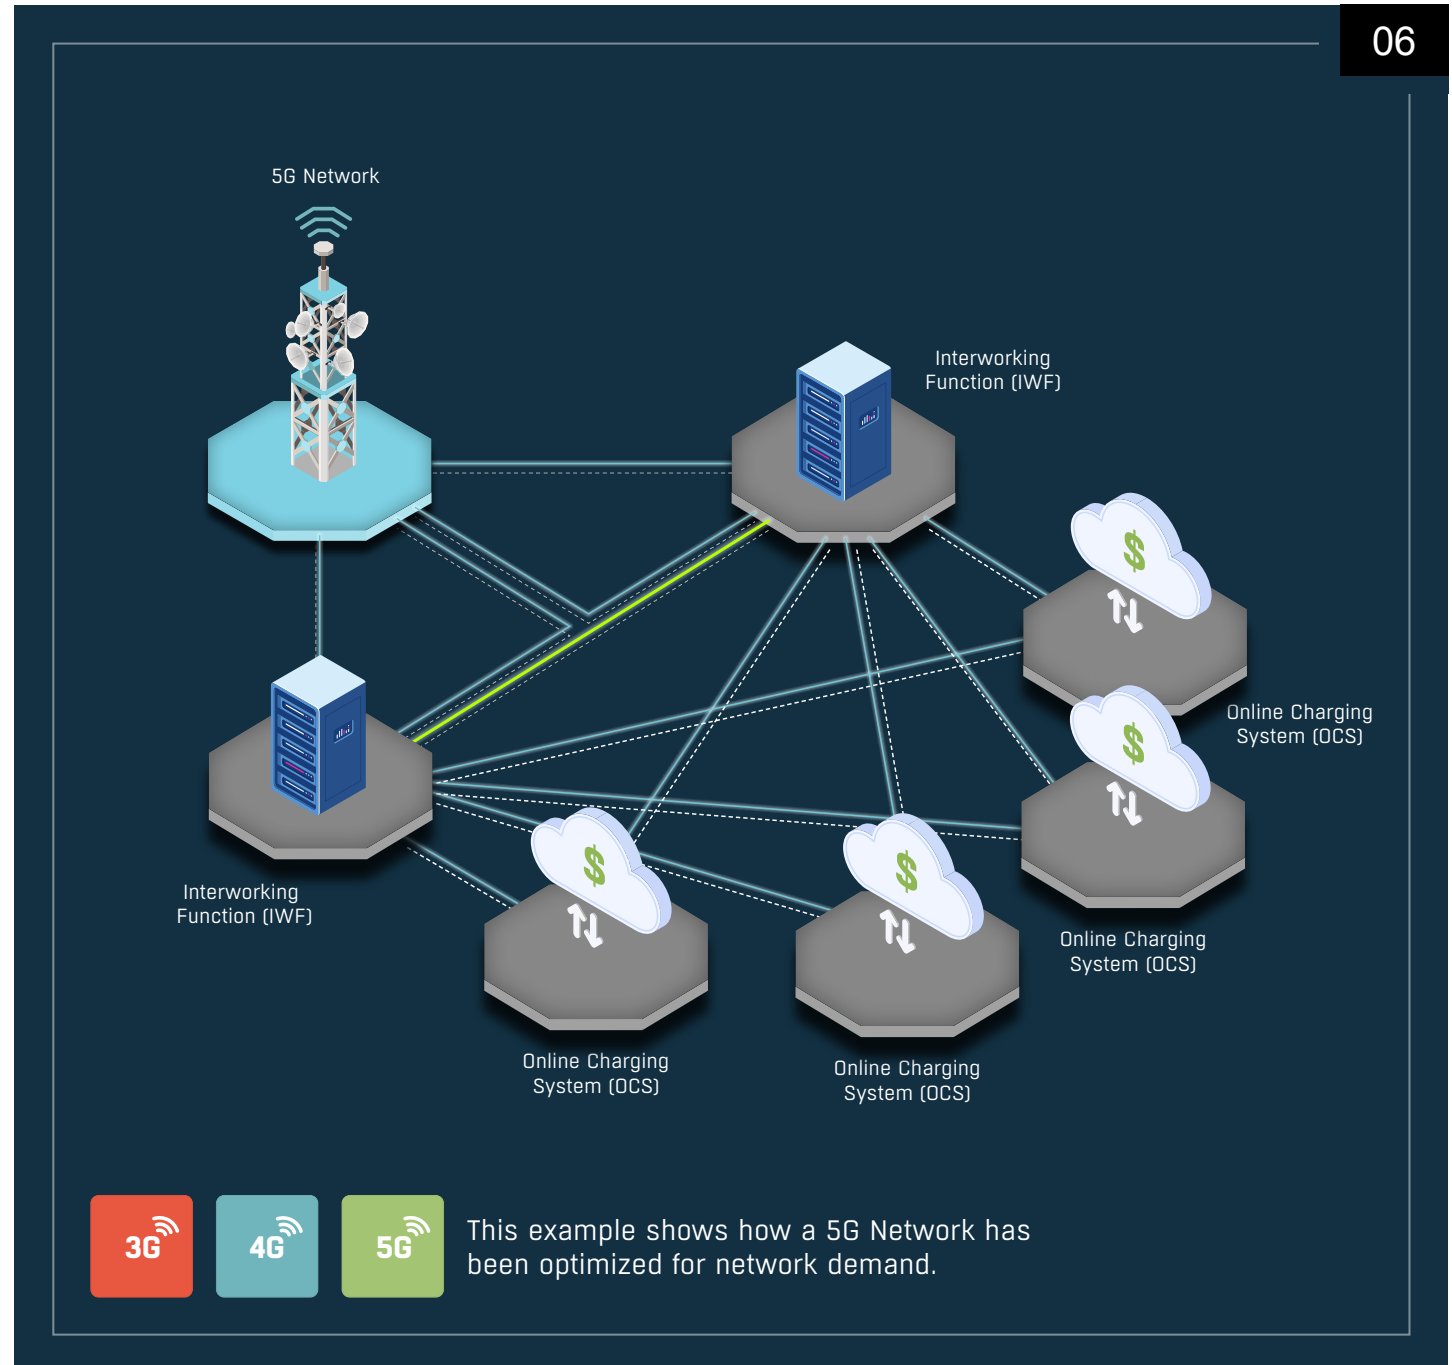 06
5G Network
Interworking
Function (IWF)
Online Charging
System (OCS)
Interworking
Function (IWF)
Online Charging
System (OCS)
Online Charging
System (OCS)
Online Charging
System (OCS)
$
$
$
$
3G
4G
5G
This example shows how a 5G Network has
been optimized for network demand.